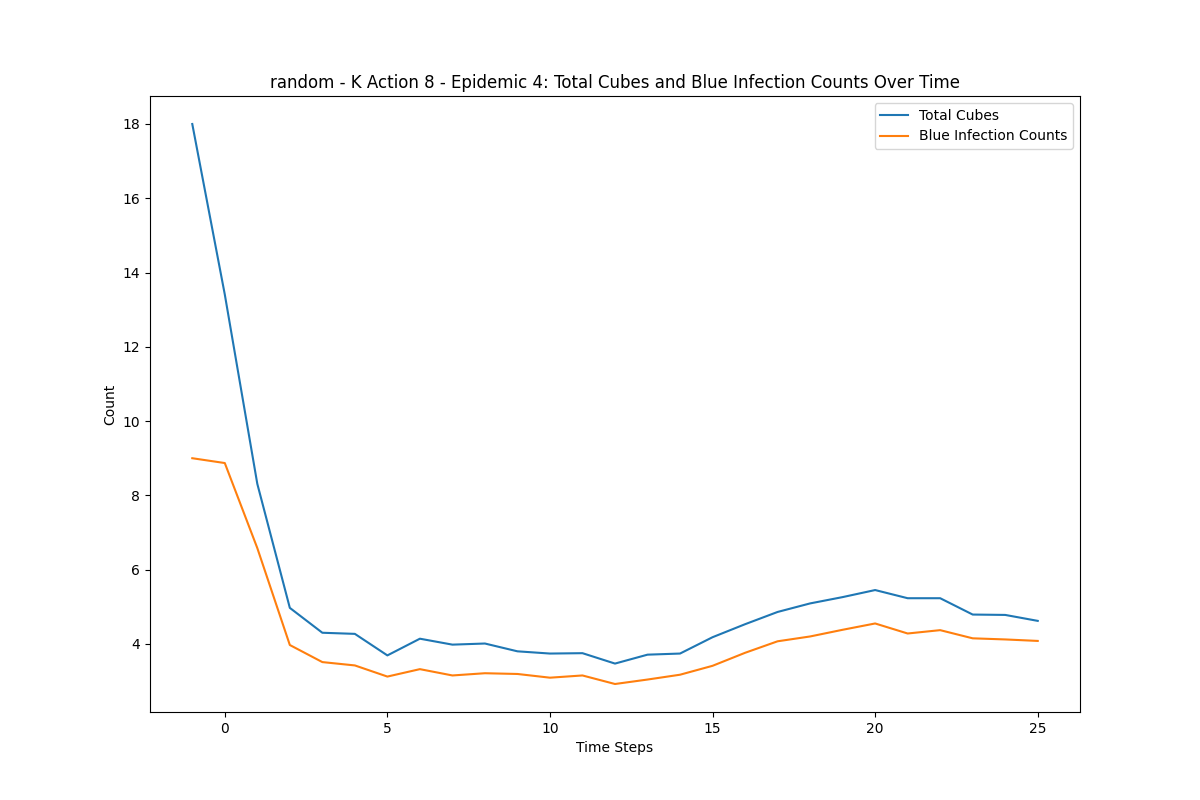 random - K Action 8 - Epidemic 4: Total Cubes and Blue Infection Counts Over Time
Total Cubes
Blue Infection Counts
18
16
14
12
10
8
6
4
Count
0 5 10 15 20 25
Time Steps